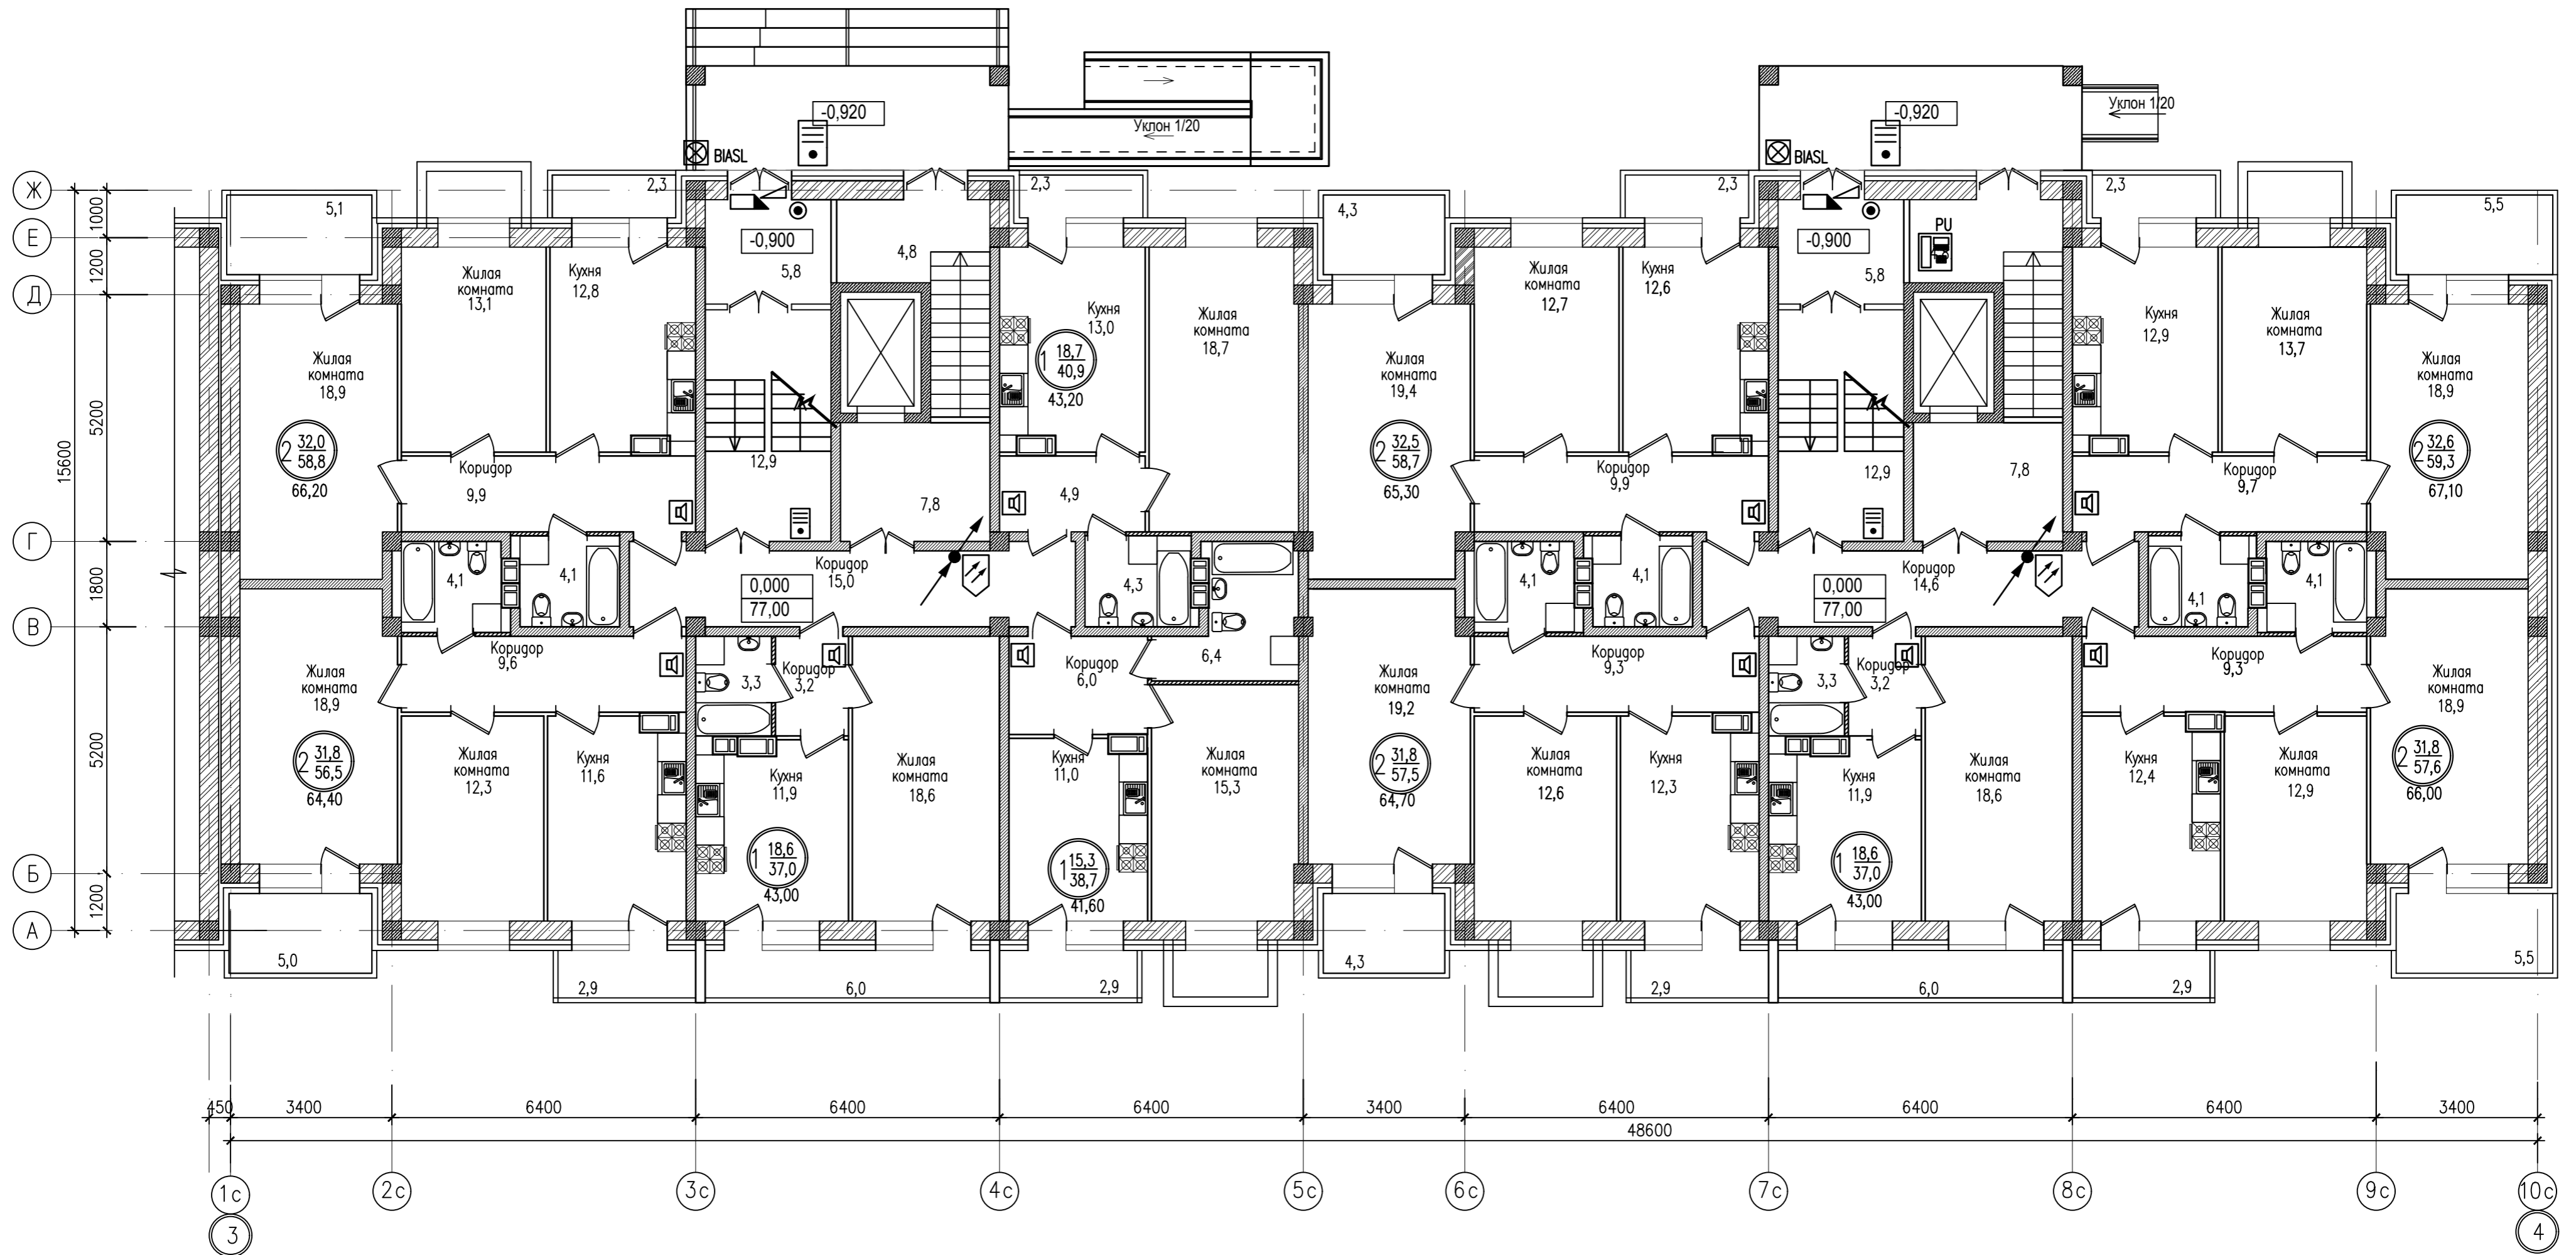 -0,920
Уклон 1/20
BIASL
-0,920
Уклон 1/20
BIASL
Ж
Е
Д
Г
В
Б
А
1000
1200
5200
1800
5200
1200
15600
5,1
2,3
2,3
4,3
2,3
2,3
5,5
-0,900
5,8
4,8
-0,900
5,8
PU
Жилая
комната
13,1
Кухня
12,8
Кухня
13,0
Жилая
комната
18,7
Жилая
комната
12,7
Кухня
12,6
Кухня
12,9
Жилая
комната
13,7
Жилая
комната
18,9
Жилая
комната
19,4
Жилая
комната
18,9
2 32,0
58,8
66,20
1 18,7
40,9
43,20
2 32,5
58,7
65,30
2 32,6
59,3
67,10
Коридор
9,9
12,9
7,8
4,9
Коридор
9,9
12,9
7,8
Коридор
9,7
4,1
4,1
Коридор
15,0
0,000
77,00
4,3
6,4
4,1
4,1
0,000
77,00
Коридор
14,6
4,1
4,1
Коридор
9,6
3,3
Коридор
3,2
Коридор
6,0
Коридор
9,3
3,3
Коридор
3,2
Коридор
9,3
Жилая
комната
18,9
Жилая
комната
19,2
Жилая
комната
18,9
2 31,8
56,5
64,40
Жилая
комната
12,3
Кухня
11,6
Кухня
11,9
Жилая
комната
18,6
Кухня
11,0
Жилая
комната
15,3
2 31,8
57,5
64,70
Жилая
комната
12,6
Кухня
12,3
Кухня
11,9
Жилая
комната
18,6
Кухня
12,4
Жилая
комната
12,9
2 31,8
57,6
66,00
1 18,6
37,0
43,00
1 15,3
38,7
41,60
1 18,6
37,0
43,00
5,0
2,9
6,0
2,9
4,3
2,9
6,0
2,9
5,5
450
3400
6400
6400
6400
3400
6400
6400
6400
3400
48600
1с
2с
3с
4с
5с
6с
7с
8с
9с
10с
3
4